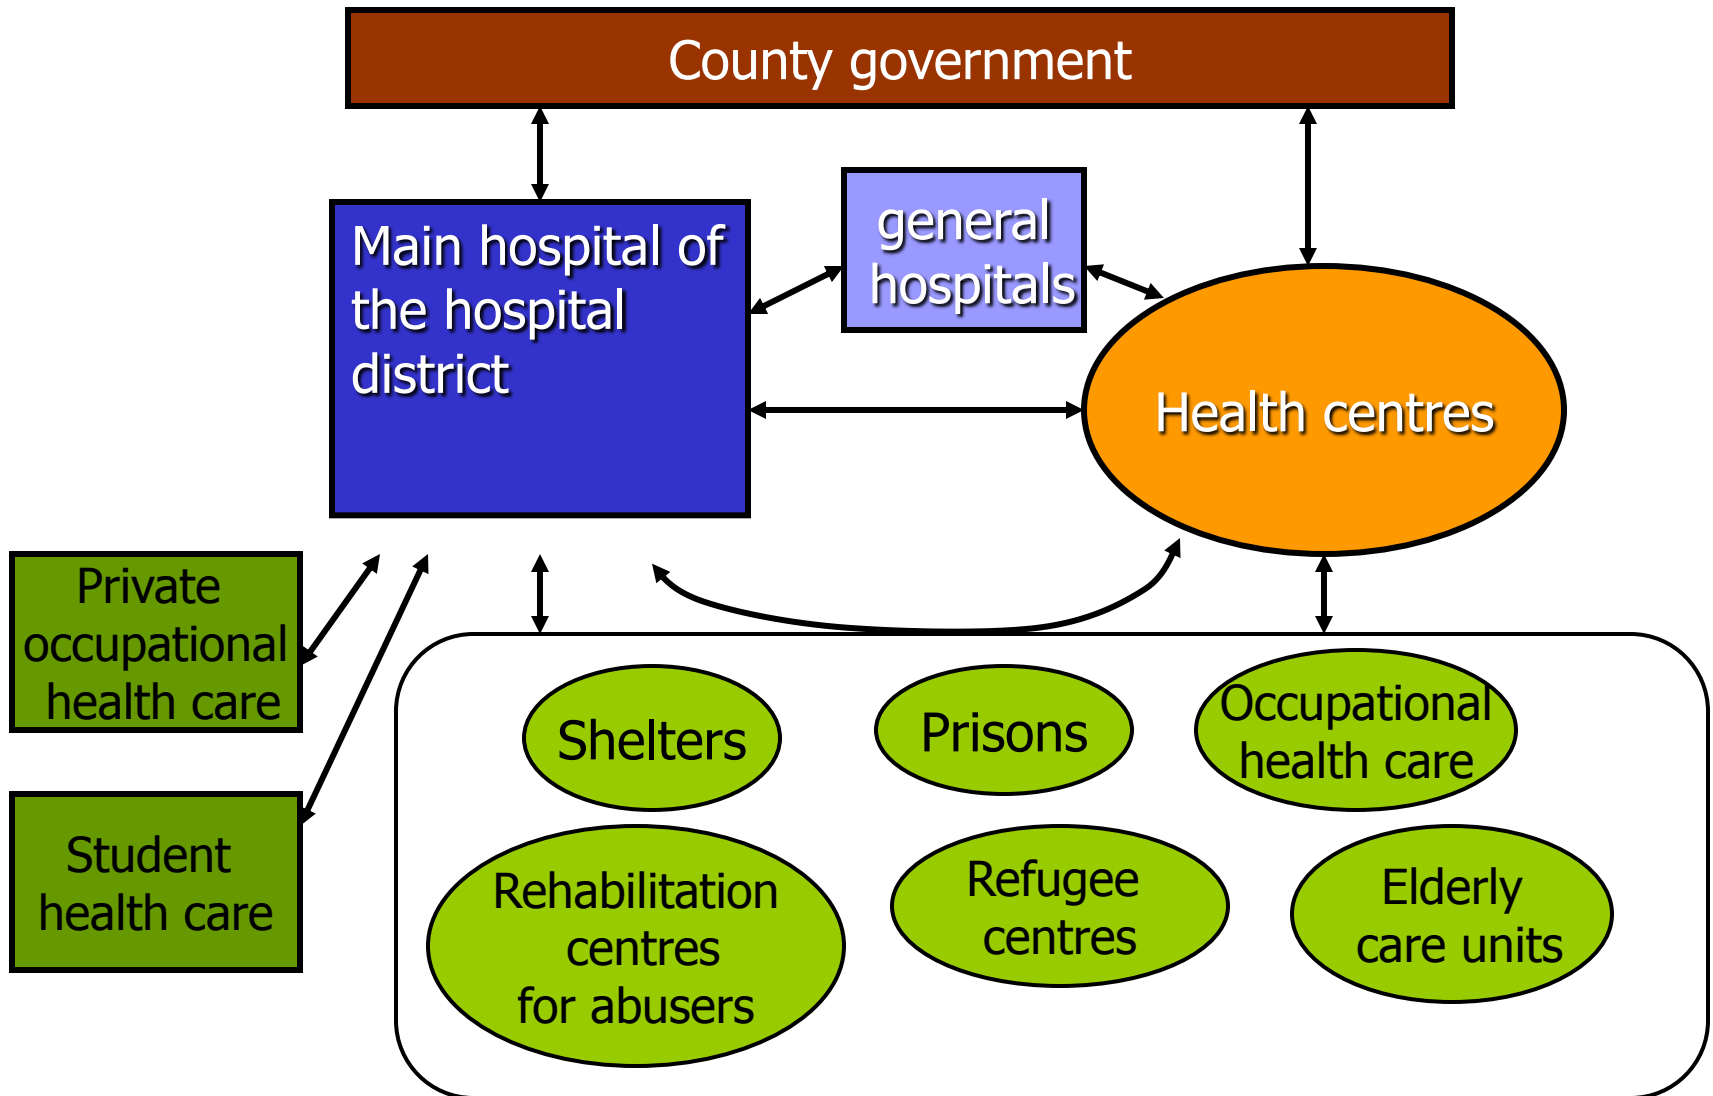 County government
Main hospital of
the hospital
district
general
hospitals
Health centres
Private
occupational
health care
Student
health care
Shelters
Prisons
Occupational
health care
Rehabilitation
centres
for abusers
Refugee
centres
Elderly
care units